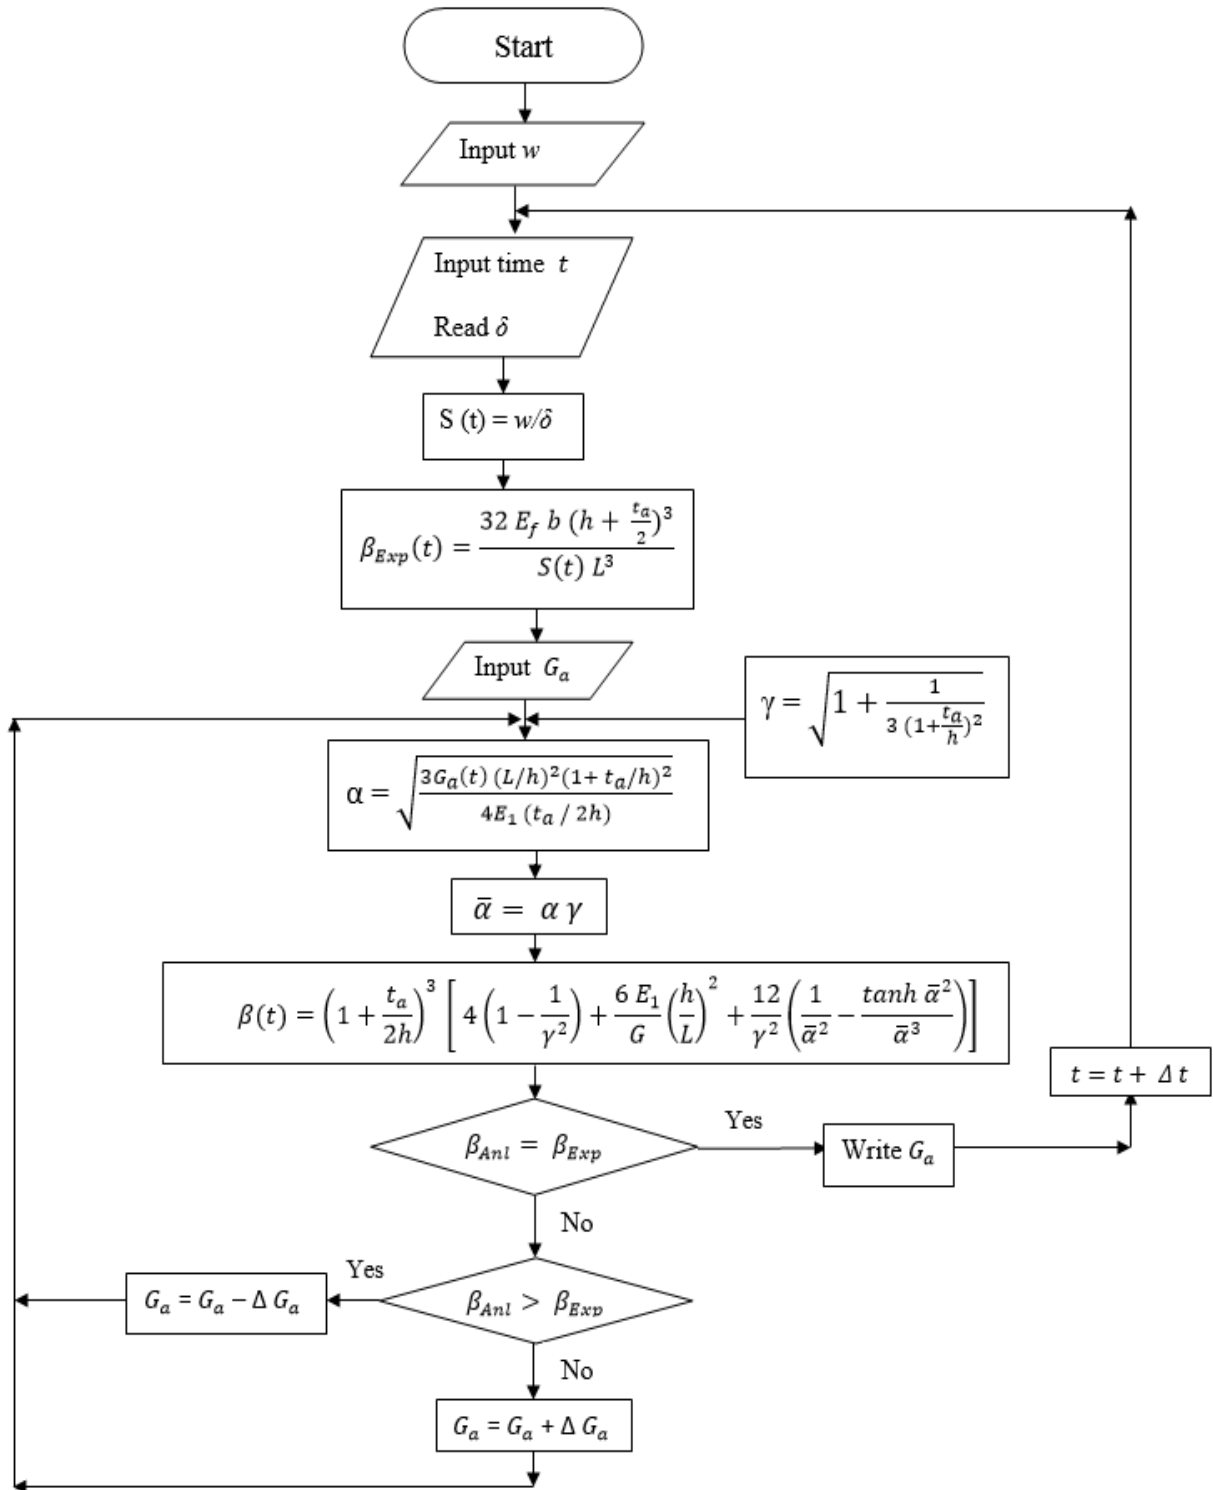 Start
Input w
Input time t
Read δ
S (t) = w/δ
β_Exp(t) = 32 E_f b (h + t_a/2)^3 / S(t) L^3
Input G_a
γ = √(1 + 1/(3 (1+t_a/h)^2))
α = √(3G_a(t) (L/h)^2(1+ t_a/h)^2 / 4E_1 (t_a / 2h))
ᾱ = α γ
β(t) = (1 + t_a/2h)^3 [ 4 (1 − 1/γ^2) + 6 E_1/G (h/L)^2 + 12/γ^2 (1/ᾱ^2 − tanh ᾱ^2/ᾱ^3)]
t = t + Δ t
β_Anl = β_Exp
Yes
Write G_a
No
β_Anl > β_Exp
Yes
G_a = G_a − Δ G_a
No
G_a = G_a + Δ G_a